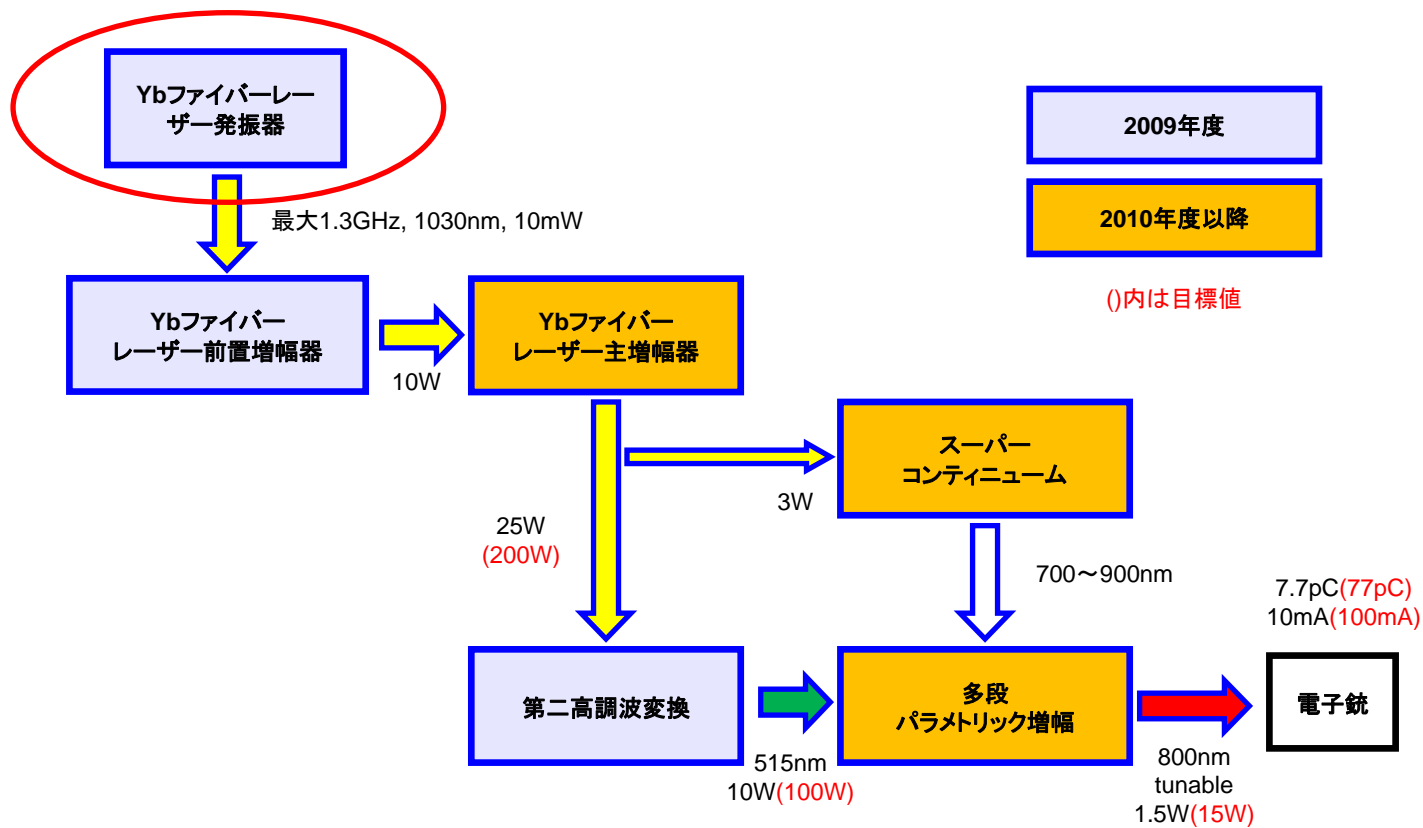 Ybファイバーレー
ザー発振器
2009年度
最大1.3GHz, 1030nm, 10mW
2010年度以降
()内は目標値
Ybファイバー
レーザー前置増幅器
10W
Ybファイバー
レーザー主増幅器
スーパー
コンティニューム
3W
25W
(200W)
700～900nm
7.7pC(77pC)
10mA(100mA)
第二高調波変換
515nm
10W(100W)
多段
パラメトリック増幅
800nm
tunable
1.5W(15W)
電子銃